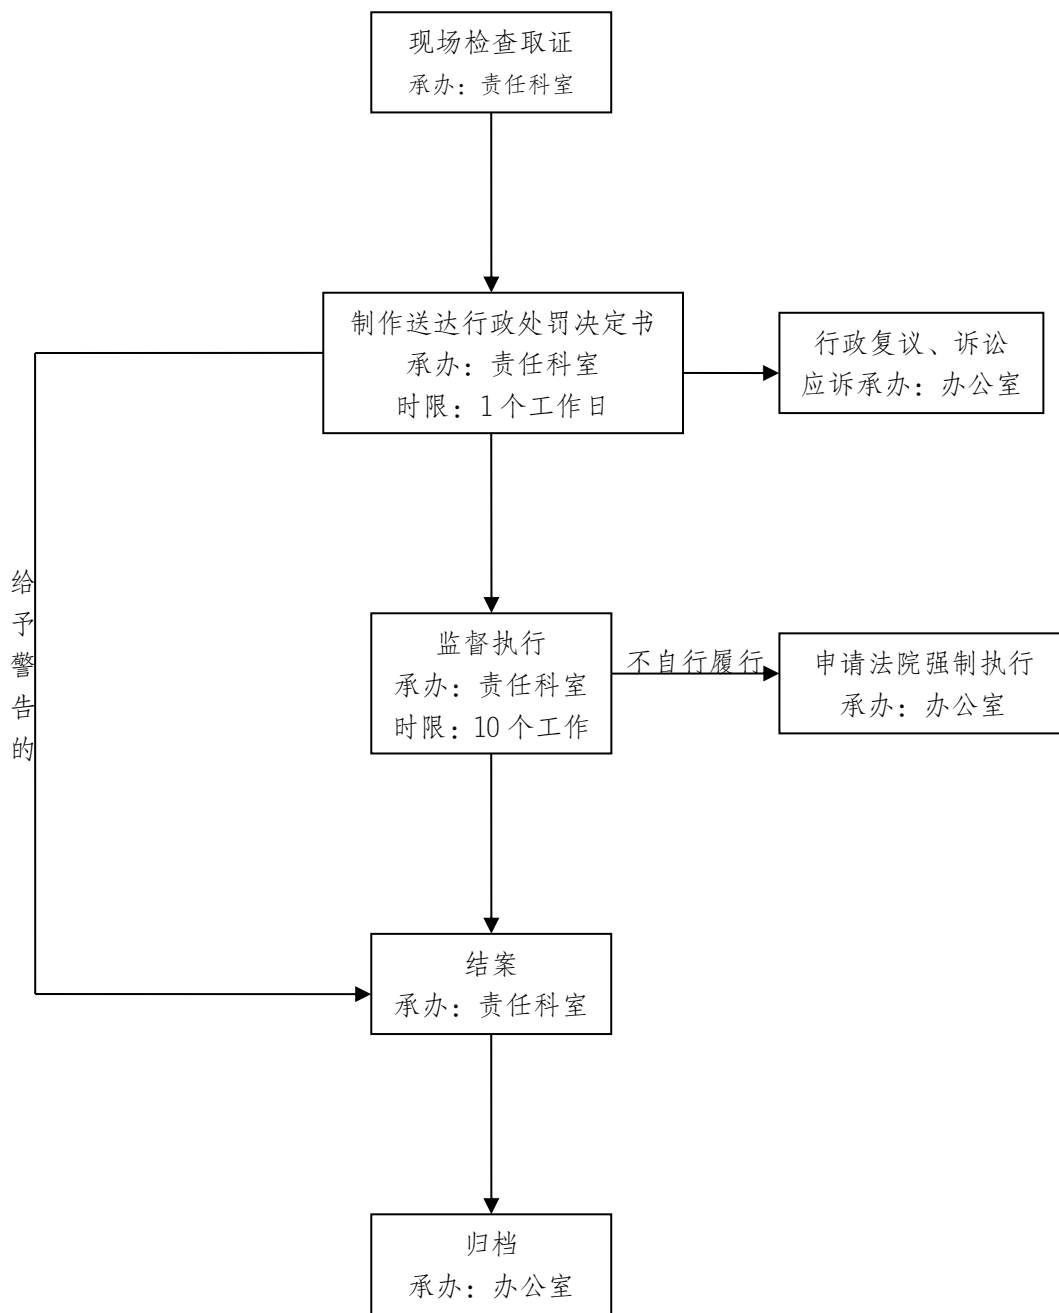 现场检查取证
承办：责任科室
制作送达行政处罚决定书
承办：责任科室
时限：1个工作日
行政复议、诉讼
应诉承办：办公室
给予警告的
监督执行
承办：责任科室
时限：10个工作
不自行履行
申请法院强制执行
承办：办公室
结案
承办：责任科室
归档
承办：办公室